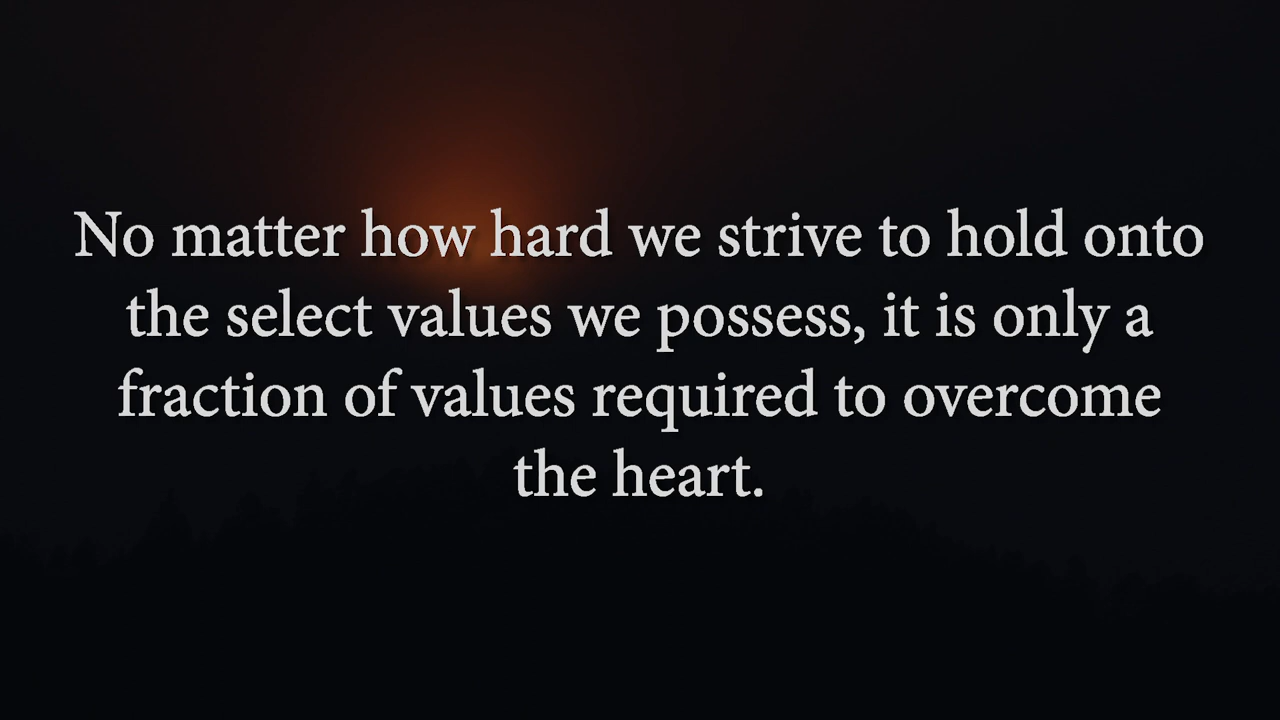 No matter how hard we strive to hold onto
the select values we possess, it is only a
fraction of values required to overcome
the heart.